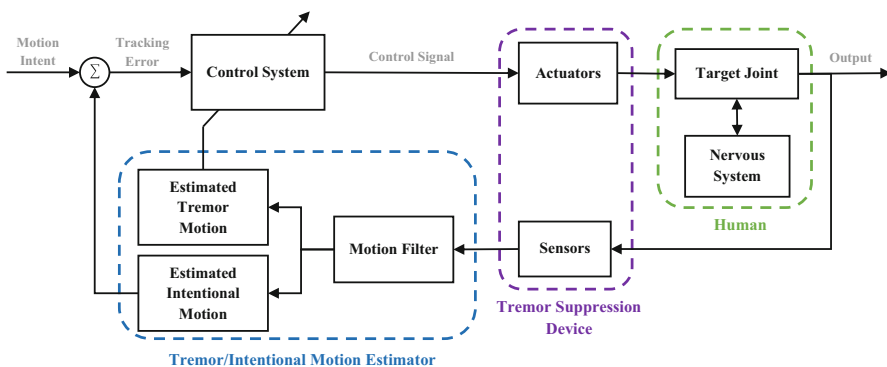 Motion
Intent
Σ
Tracking
Error
Control System
Control Signal
Actuators
Target Joint
Output
Nervous
System
Human
Estimated
Tremor
Motion
Motion Filter
Sensors
Estimated
Intentional
Motion
Tremor Suppression
Device
Tremor/Intentional Motion Estimator